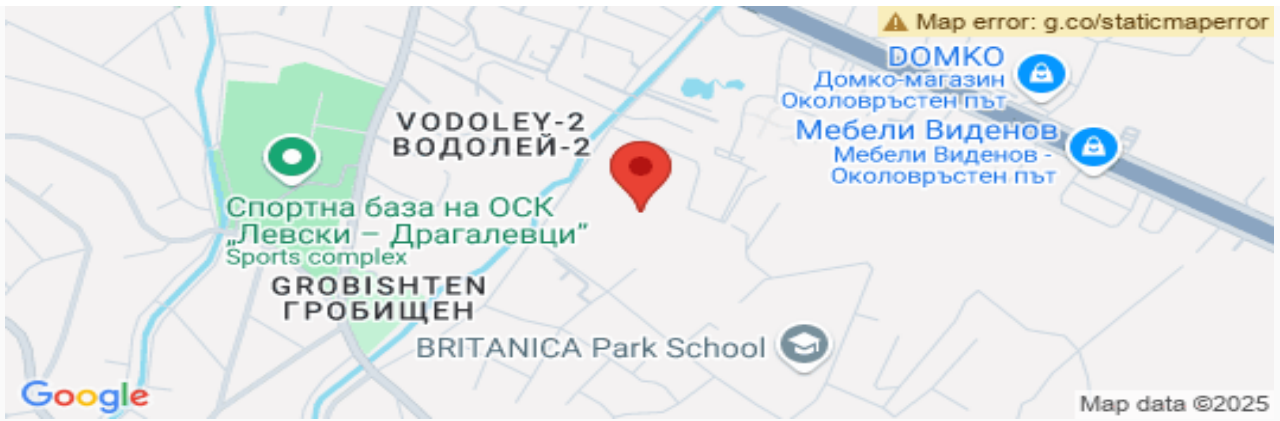 Map error: g.co/staticmaperror
DOMKO
Домко-магазин
Околовръстен път
VODOLEY-2
ВОДОЛЕЙ-2
Мебели Виденов
Мебели Виденов -
Околовръстен път
Спортна база на ОСК
„Левски – Драгалевци“
Sports complex
GROBISHTEN
ГРОБИЩЕН
BRITANICA Park School
Google
Map data ©2025